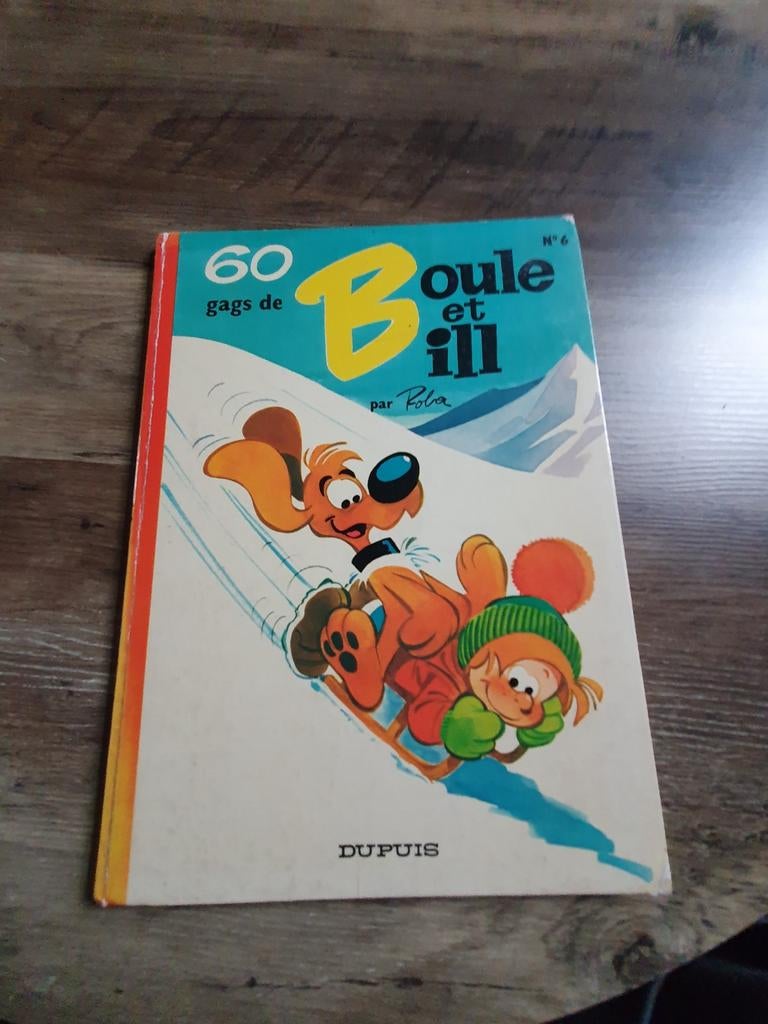 N° 6
60
gags de
Boule
et
Bill
par Roba
DUPUIS